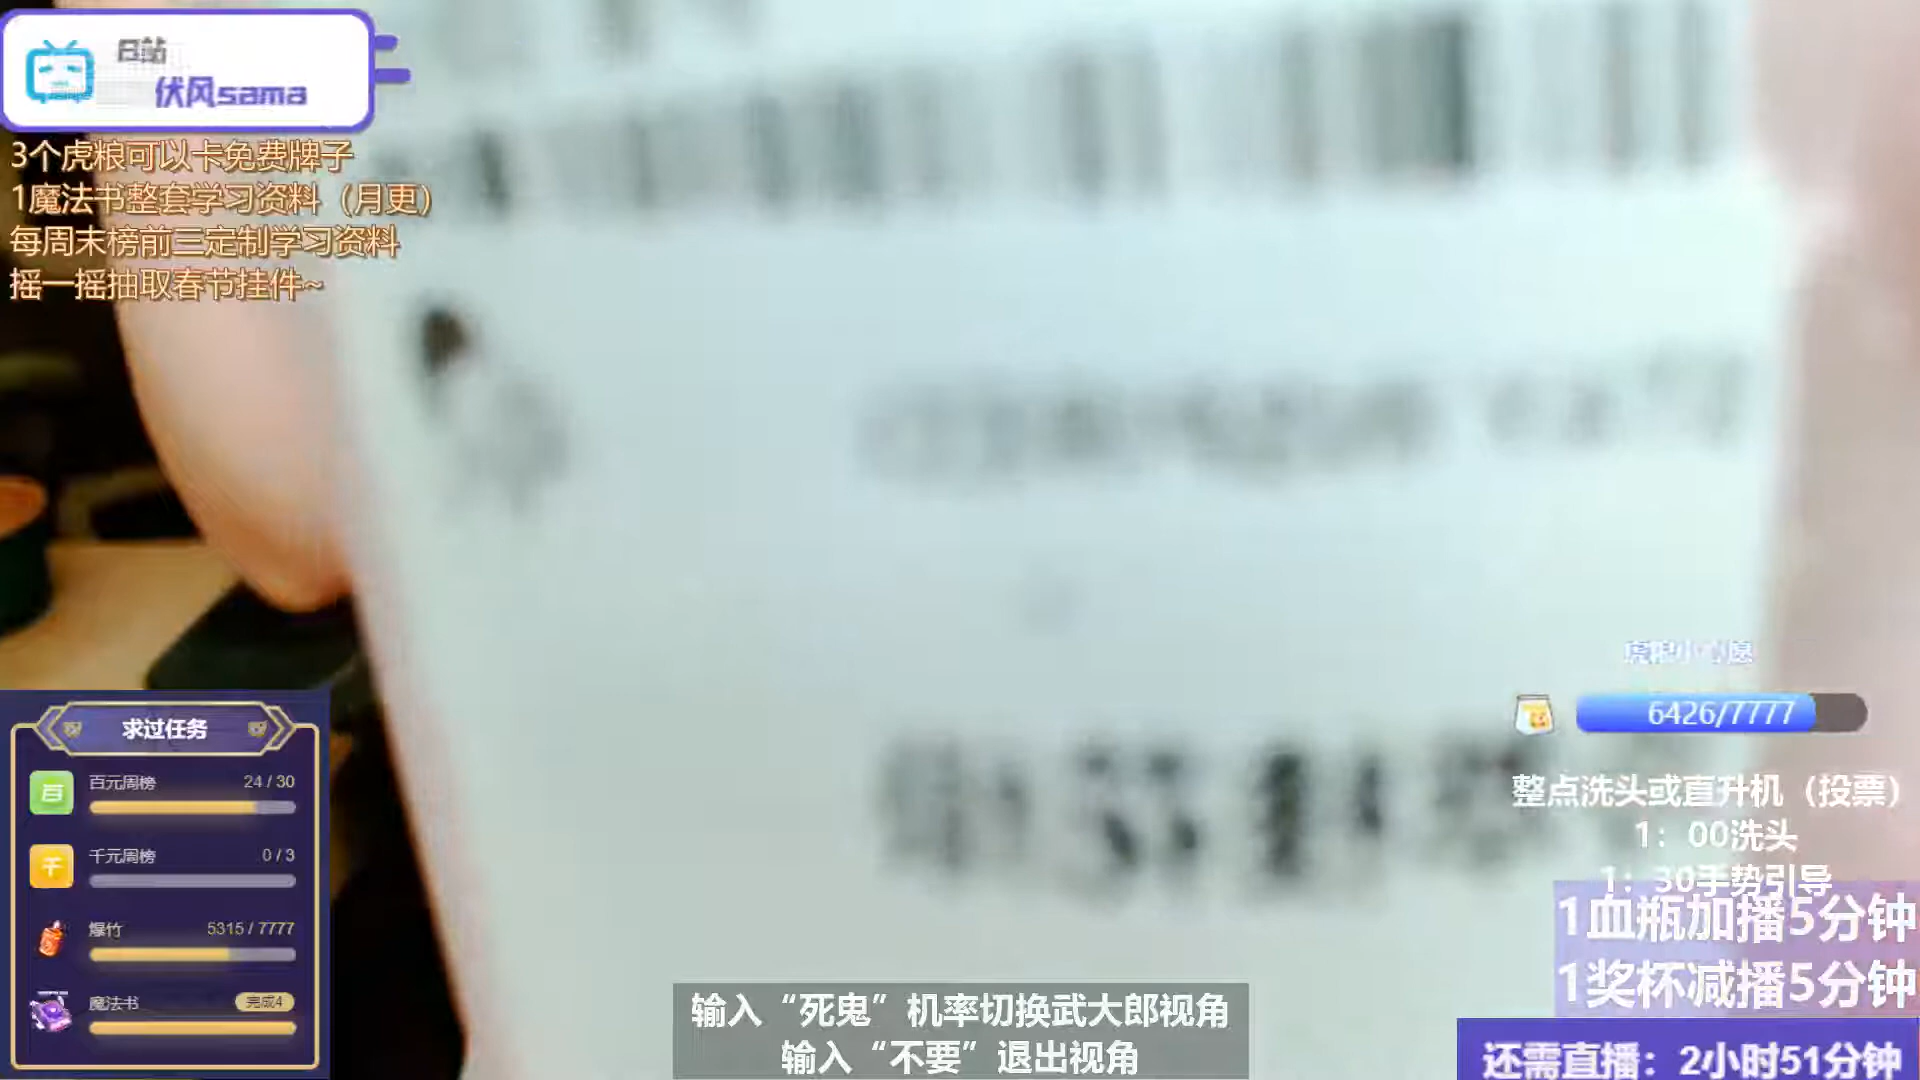 B站
伏风sama
3个虎粮可以卡免费牌子
1魔法书整套学习资料（月更）
每周末榜前三定制学习资料
摇一摇抽取春节挂件~
求过任务
百元周榜 24 / 30
千元周榜 0 / 3
爆竹 5315 / 7777
魔法书 完成4
虎粮小心愿
6426/7777
整点洗头或直升机（投票）
1：00洗头
1：30手势引导
1血瓶加播5分钟
1奖杯减播5分钟
还需直播：2小时51分钟
输入“死鬼”机率切换武大郎视角
输入“不要”退出视角